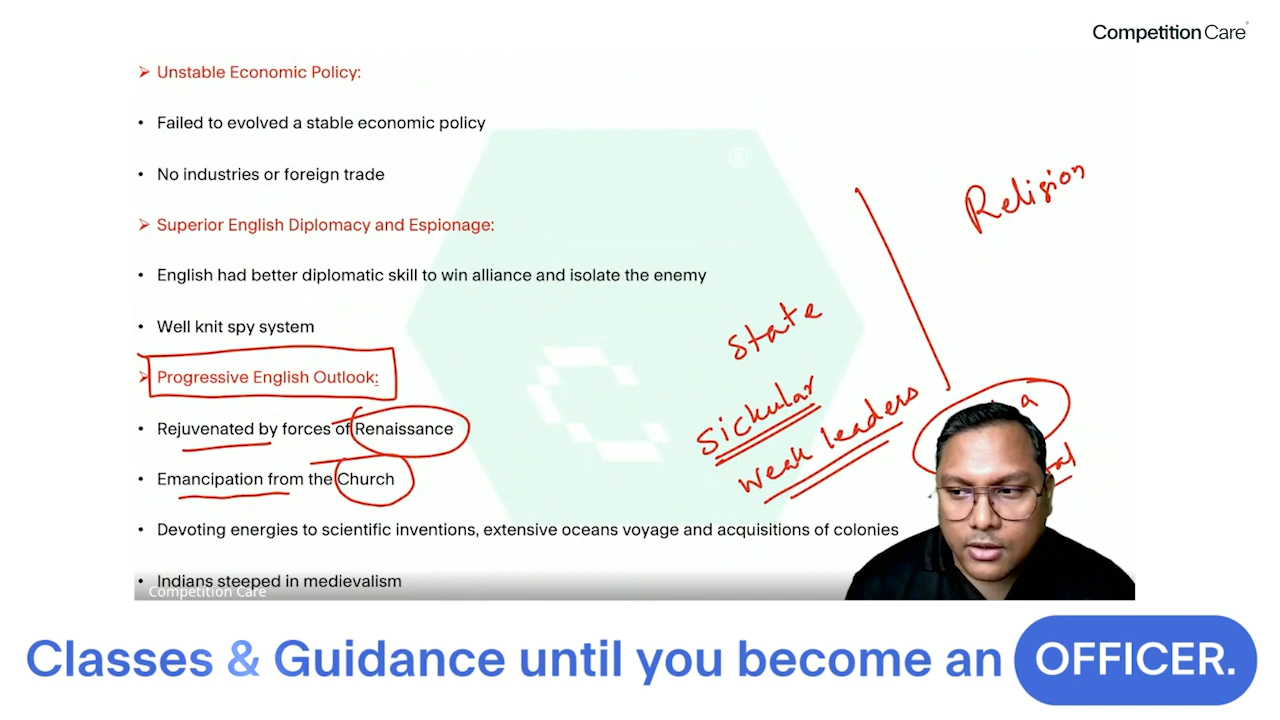 Competition Care
➢ Unstable Economic Policy:
• Failed to evolved a stable economic policy
• No industries or foreign trade
Religion
➢ Superior English Diplomacy and Espionage:
• English had better diplomatic skill to win alliance and isolate the enemy
• Well knit spy system
State
➢ Progressive English Outlook:
Sickular
• Rejuvenated by forces of Renaissance
Weak leaders
• Emancipation from the Church
• Devoting energies to scientific inventions, extensive oceans voyage and acquisitions of colonies
• Indians steeped in medievalism
Competition Care
Classes & Guidance until you become an OFFICER.